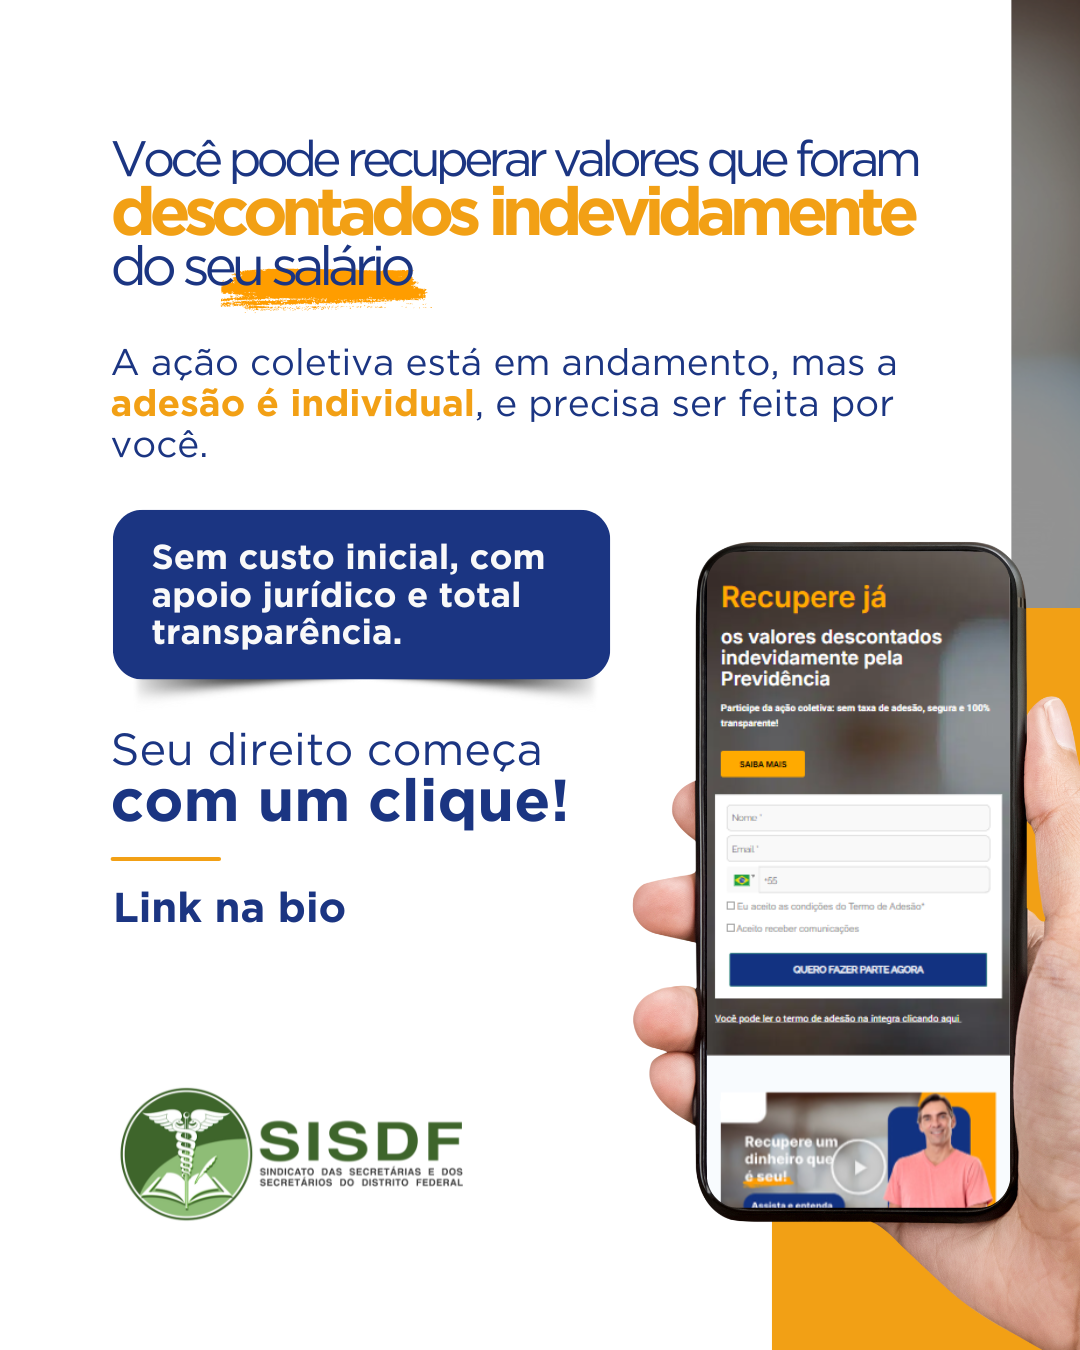 Você pode recuperar valores que foram
descontados indevidamente
do seu salário
A ação coletiva está em andamento, mas a
adesão é individual, e precisa ser feita por
você.
Sem custo inicial, com
apoio jurídico e total
transparência.
Seu direito começa
com um clique!
Link na bio
SISDF
SINDICATO DAS SECRETÁRIAS E DOS
SECRETÁRIOS DO DISTRITO FEDERAL
Recupere já
os valores descontados
indevidamente pela
Previdência
Participe da ação coletiva: sem taxa de adesão, segura e 100%
transparente!
SAIBA MAIS
Nome *
Email *
* +55
Eu aceito as condições do Termo de Adesão*
Aceito receber comunicações
QUERO FAZER PARTE AGORA
Você pode ler o termo de adesão na íntegra clicando aqui.
Recupere um
dinheiro que
é seu!
Assista e entenda